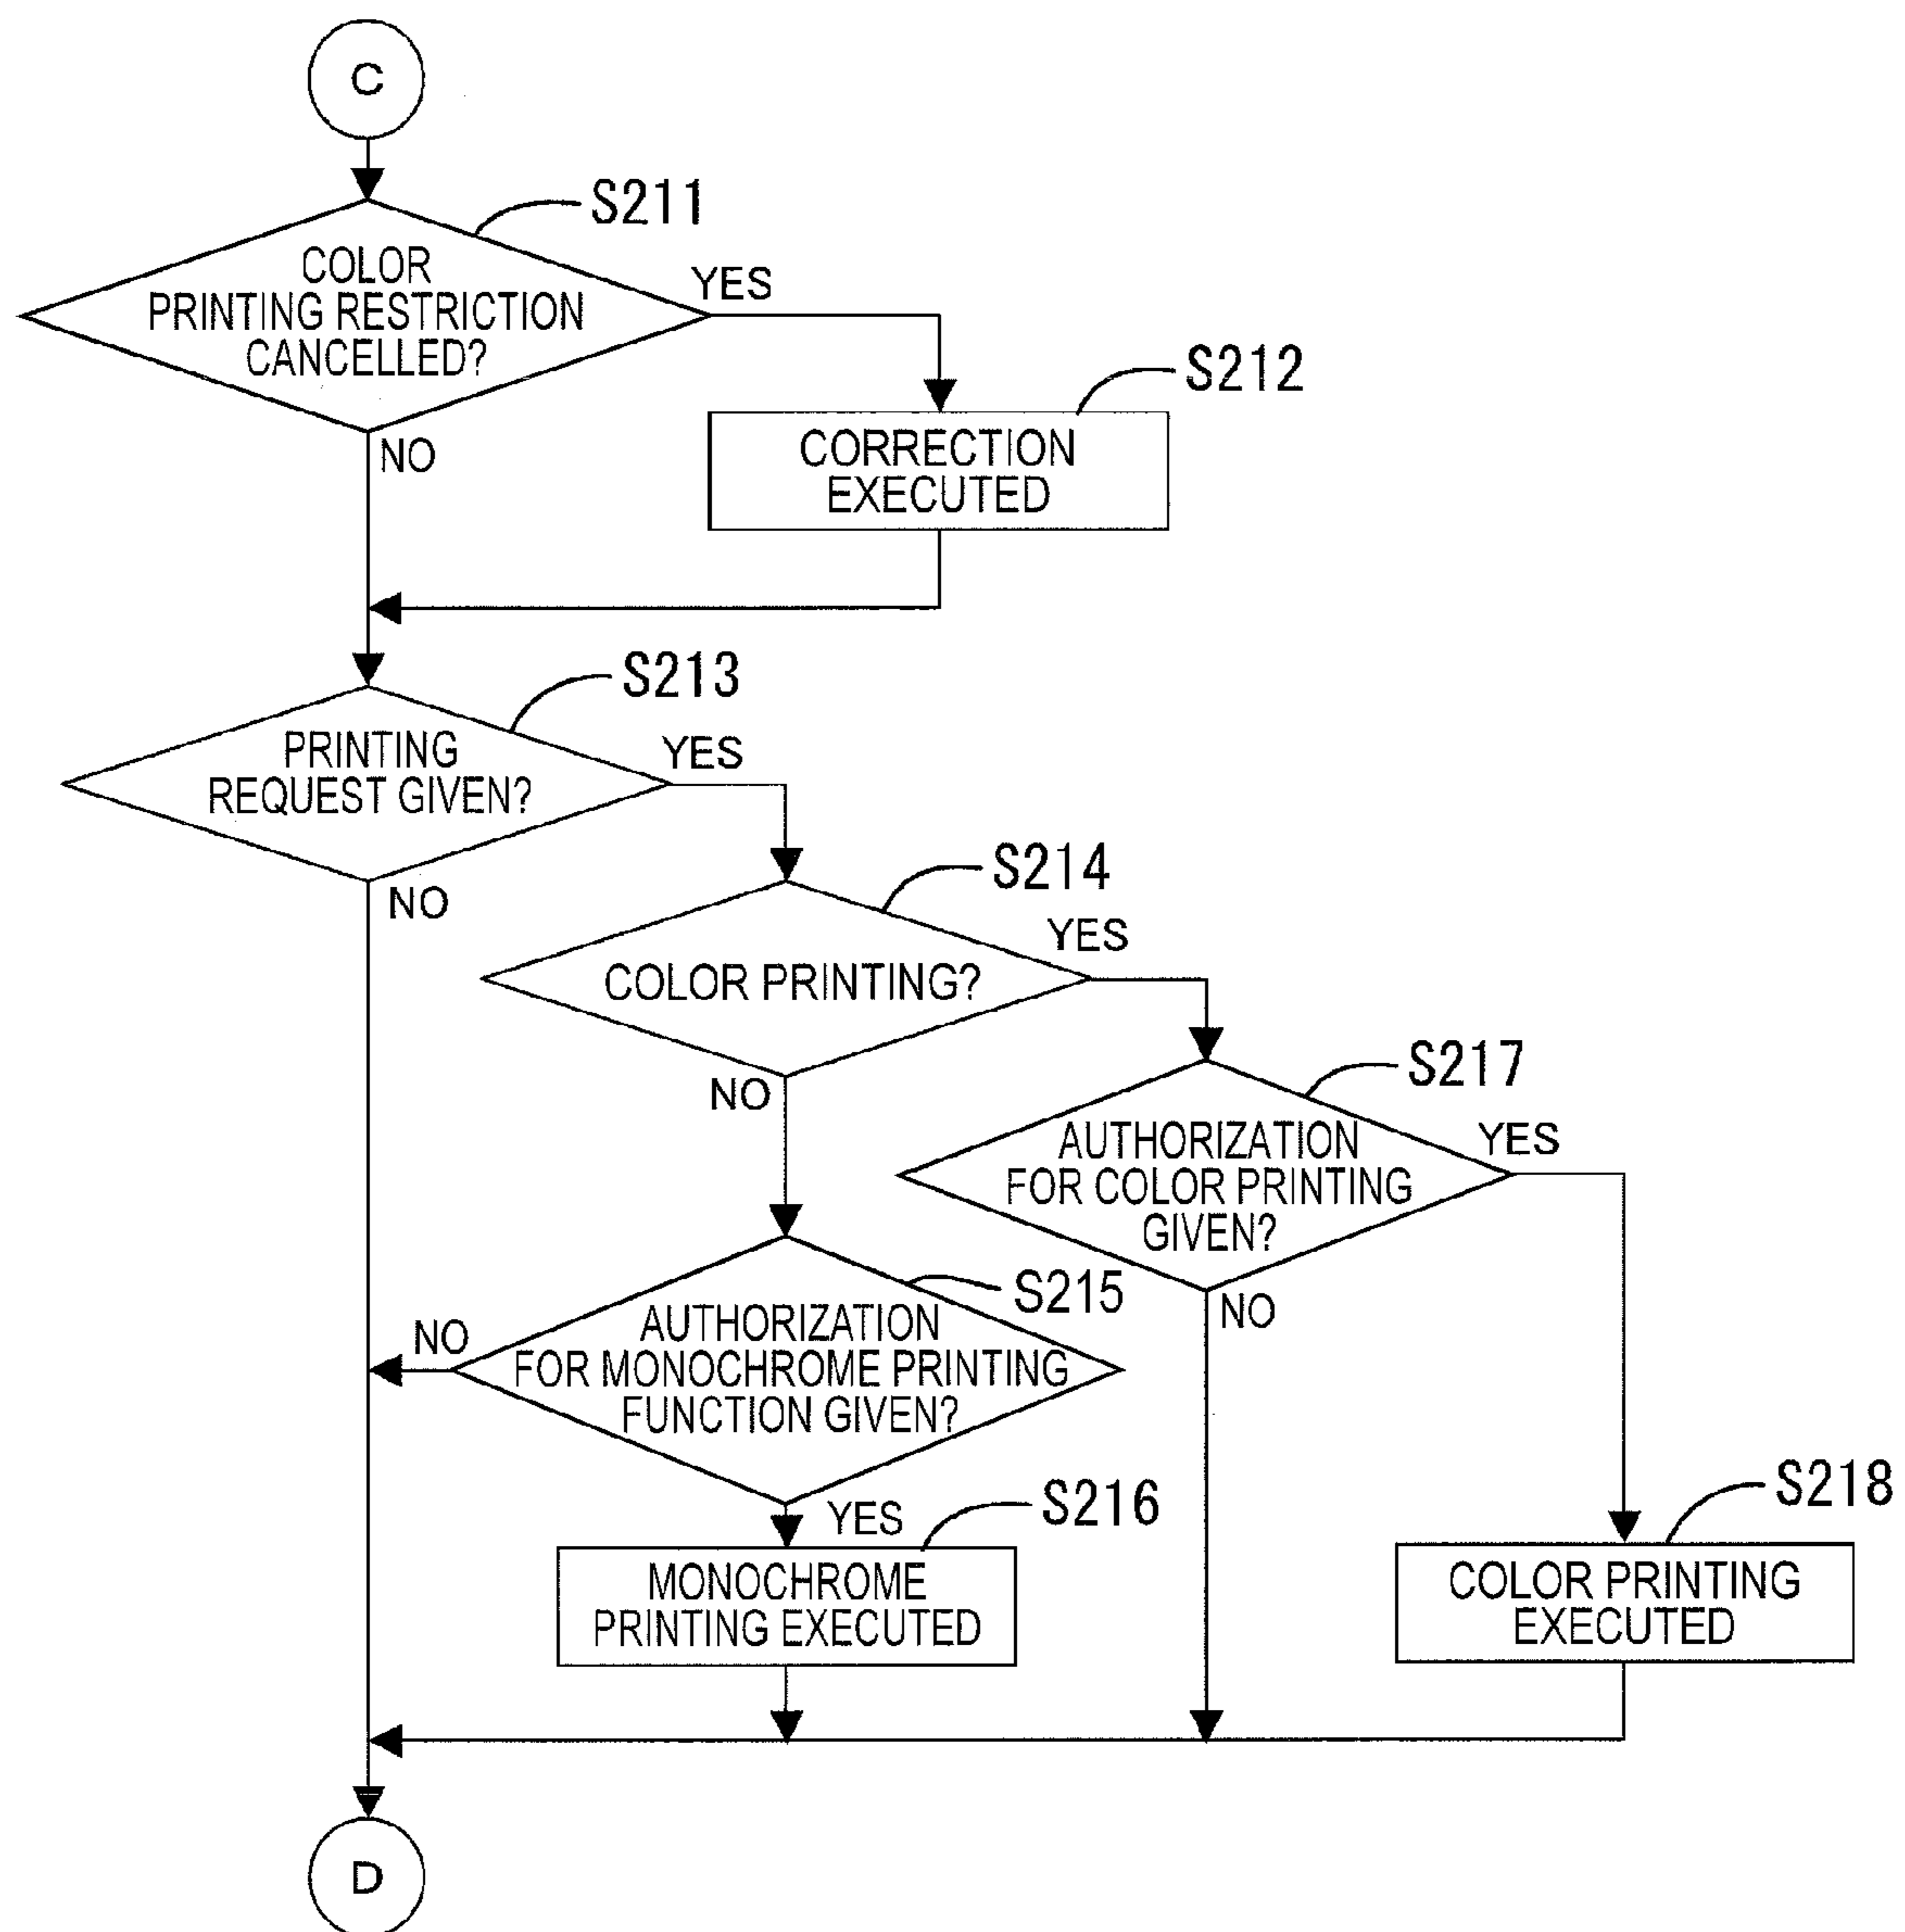 C
S211
COLOR
PRINTING RESTRICTION
CANCELLED?
YES
NO
S212
CORRECTION
EXECUTED
S213
PRINTING
REQUEST GIVEN?
YES
NO
S214
COLOR PRINTING?
YES
NO
S217
AUTHORIZATION
FOR COLOR PRINTING
GIVEN?
YES
NO
S215
AUTHORIZATION
FOR MONOCHROME PRINTING
FUNCTION GIVEN?
NO
YES
S216
MONOCHROME
PRINTING EXECUTED
S218
COLOR PRINTING
EXECUTED
D